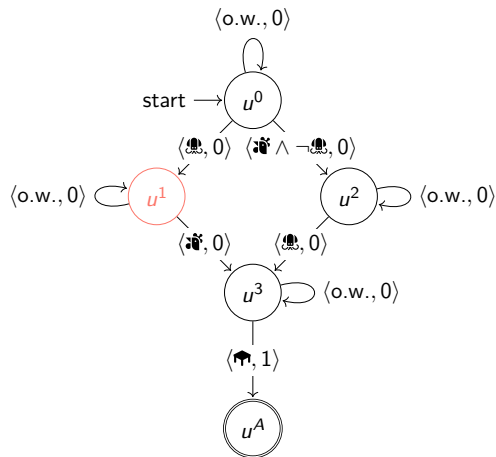 ⟨o.w., 0⟩
start u⁰
⟨🐙, 0⟩ ⟨ ∧ ¬🐙, 0⟩
⟨o.w., 0⟩ u¹ u² ⟨o.w., 0⟩
⟨ , 0⟩ ⟨🐙, 0⟩
u³ ⟨o.w., 0⟩
⟨ , 1⟩
uᴬ